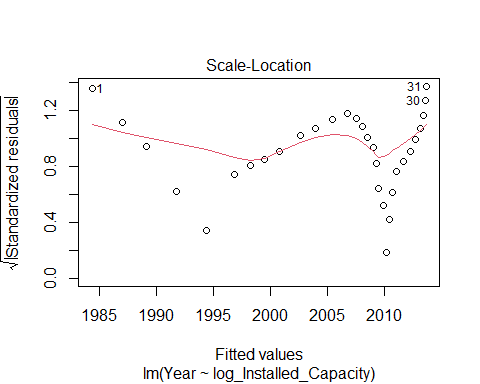 Scale-Location
√|Standardized residuals|
1.2
0.8
0.4
0.0
1
31
30
1985 1990 1995 2000 2005 2010
Fitted values
lm(Year ~ log_Installed_Capacity)